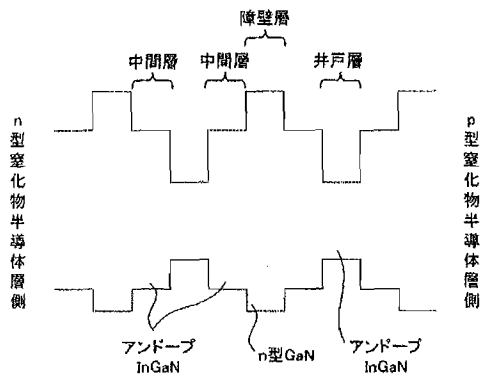 障壁層
中間層
中間層
井戸層
n型窒化物半導体層側
p型窒化物半導体層側
アンドープ
InGaN
n型GaN
アンドープ
InGaN